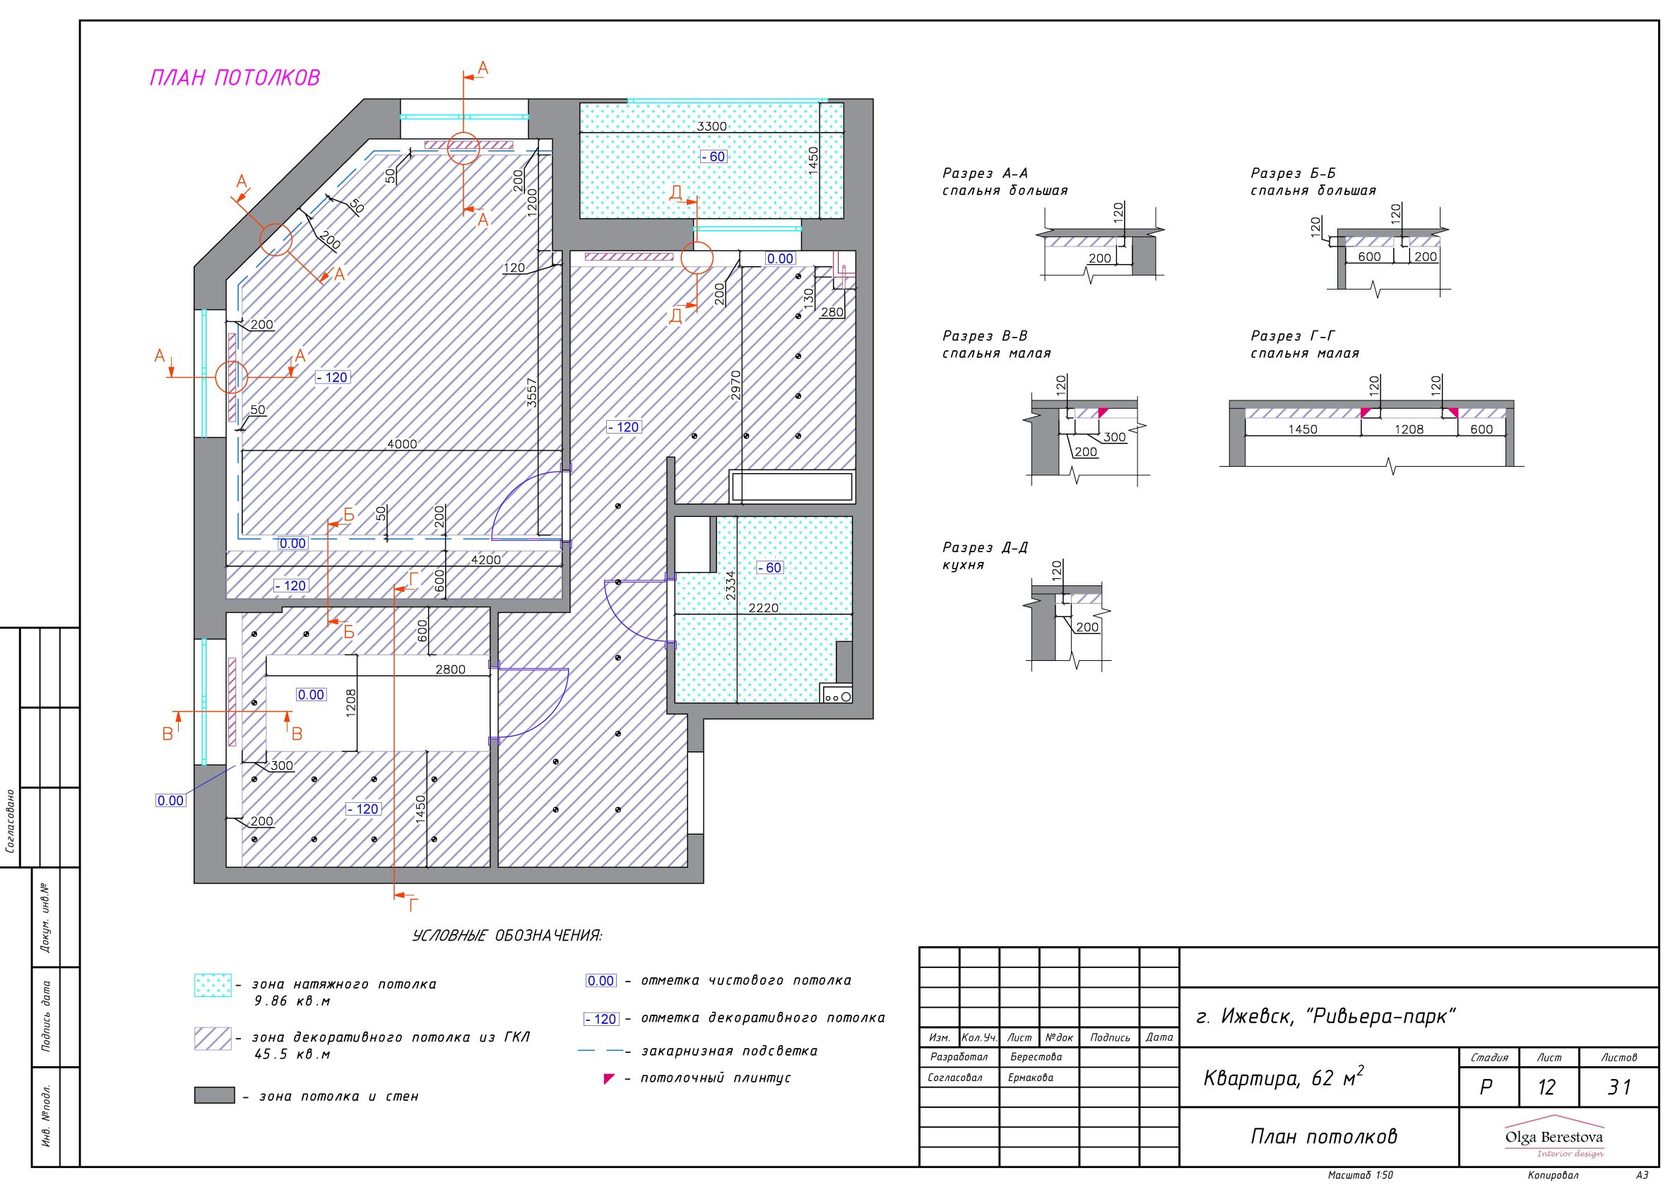 ПЛАН ПОТОЛКОВ
А
А
3300
- 60
1450
50
200
1200
А
50
200
А
Д
Д
120
0.00
200
130
280
200
А
А
- 120
50
3557
2970
- 120
4000
Б
50
200
0.00
4200
- 120
600
Г
Б
- 60
2334
2220
600
2800
0.00
1208
В
В
300
0.00
200
- 120
1450
Г
Разрез А-А
спальня большая
120
200
Разрез Б-Б
спальня большая
120
120
600
200
Разрез В-В
спальня малая
120
300
200
Разрез Г-Г
спальня малая
120
120
1450
1208
600
Разрез Д-Д
кухня
120
200
УСЛОВНЫЕ ОБОЗНАЧЕНИЯ:
- зона натяжного потолка
9.86 кв.м
- зона декоративного потолка из ГКЛ
45.5 кв.м
- зона потолка и стен
0.00 - отметка чистового потолка
- 120 - отметка декоративного потолка
- закарнизная подсветка
- потолочный плинтус
Согласовано
Докум. инв.№
Подпись дата
Инв. №подл.
Изм. Кол.Уч. Лист №док Подпись Дата
Разработал Берестова
Согласовал Ермакова
г. Ижевск, "Ривьера-парк"
Квартира, 62 м2
Стадия Лист Листов
Р 12 31
План потолков
Olga Berestova
Interior design
Масштаб 1:50
Копировал
А3